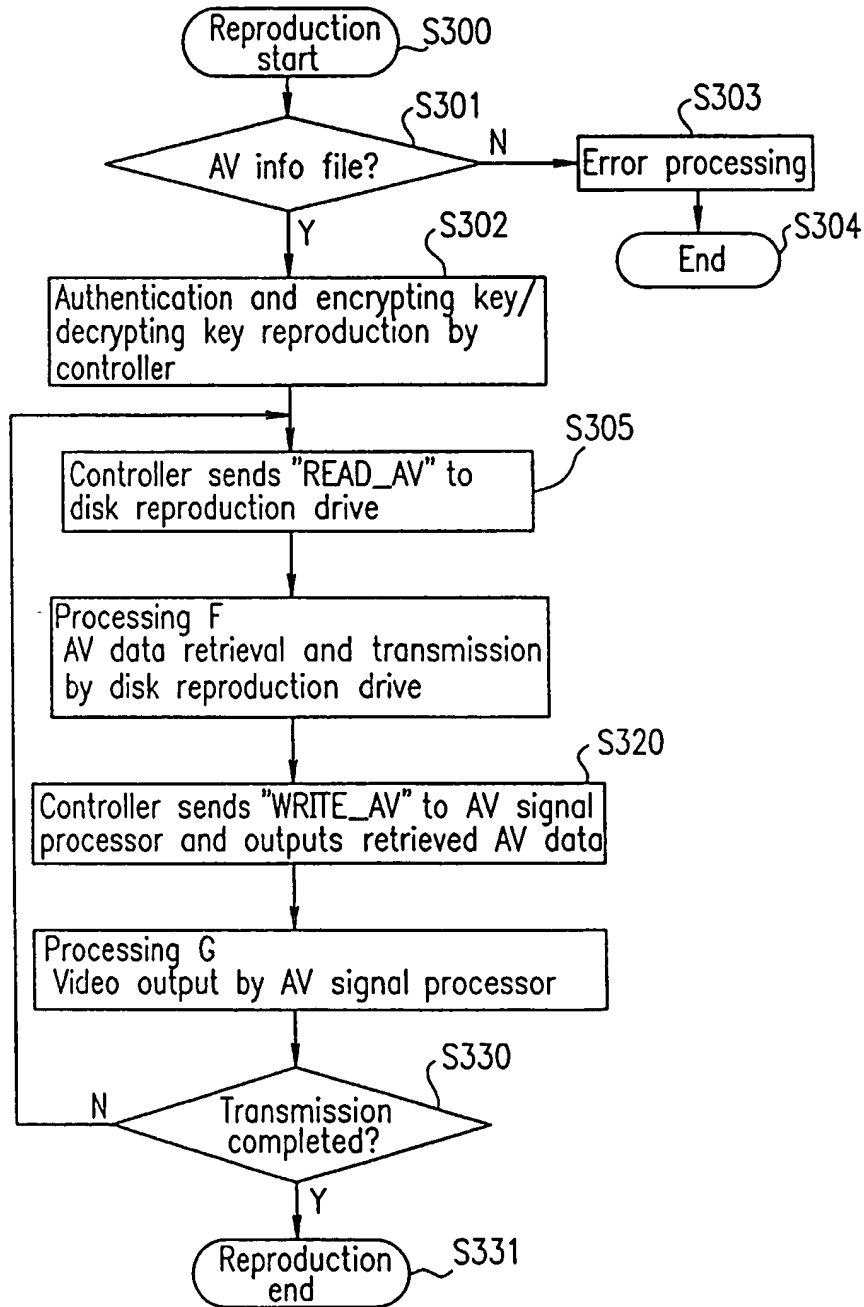 Reproduction
start
S300
S301
AV info file?
N
S303
Error processing
Y
S304
End
S302
Authentication and encrypting key/
decrypting key reproduction by
controller
S305
Controller sends "READ_AV" to
disk reproduction drive
Processing F
AV data retrieval and transmission
by disk reproduction drive
S320
Controller sends "WRITE_AV" to AV signal
processor and outputs retrieved AV data
Processing G
Video output by AV signal processor
S330
N
Transmission
completed?
Y
Reproduction
end
S331